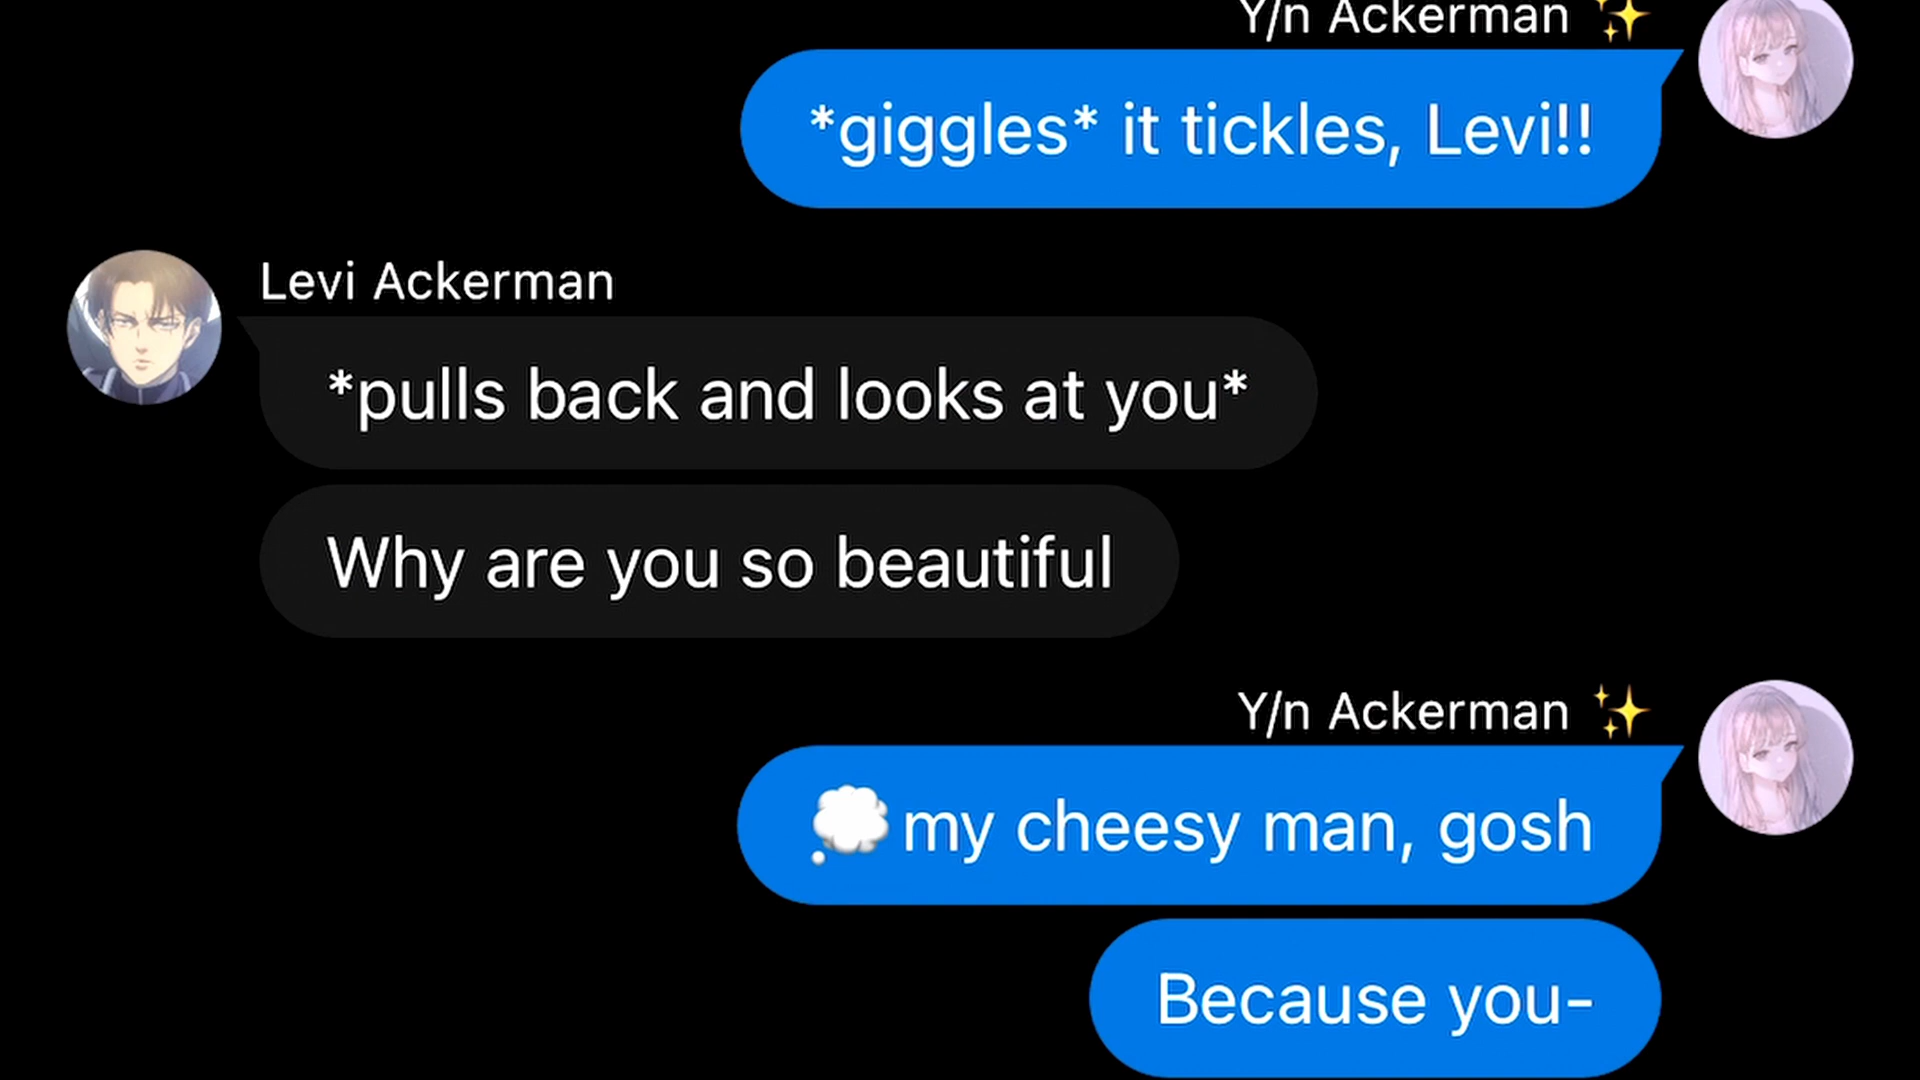 Y/n Ackerman ✨
*giggles* it tickles, Levi!!
Levi Ackerman
*pulls back and looks at you*
Why are you so beautiful
Y/n Ackerman ✨
💭my cheesy man, gosh
Because you-